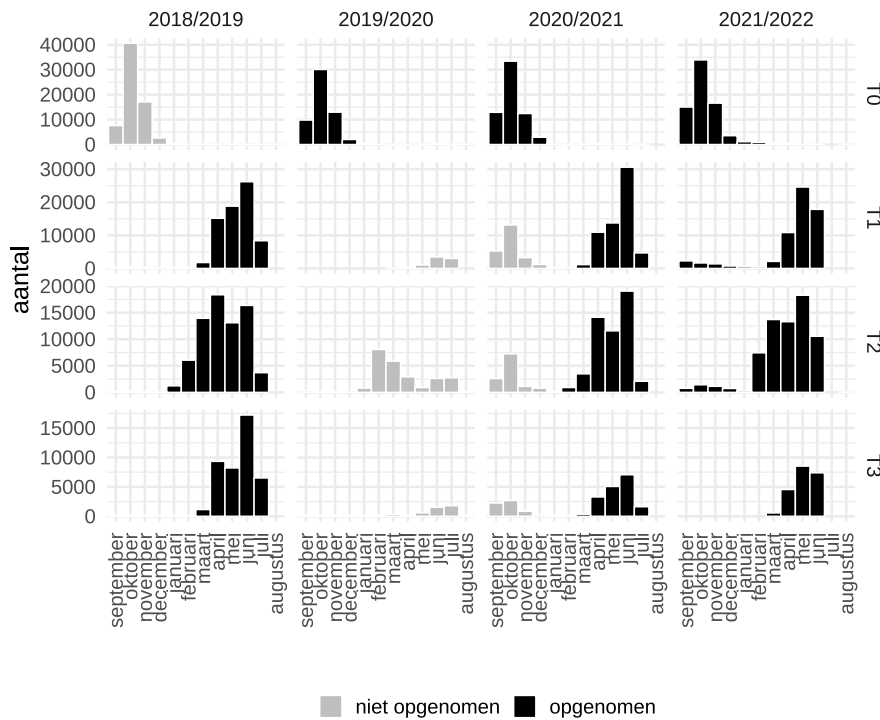 2018/2019 2019/2020 2020/2021 2021/2022
40000
30000
20000
10000
0
T0
30000
20000
10000
0
T1
aantal
20000
15000
10000
5000
0
T2
15000
10000
5000
0
T3
september oktober november december januari februari maart april mei juni juli augustus
september oktober november december januari februari maart april mei juni juli augustus
september oktober november december januari februari maart april mei juni juli augustus
september oktober november december januari februari maart april mei juni juli augustus
niet opgenomen opgenomen